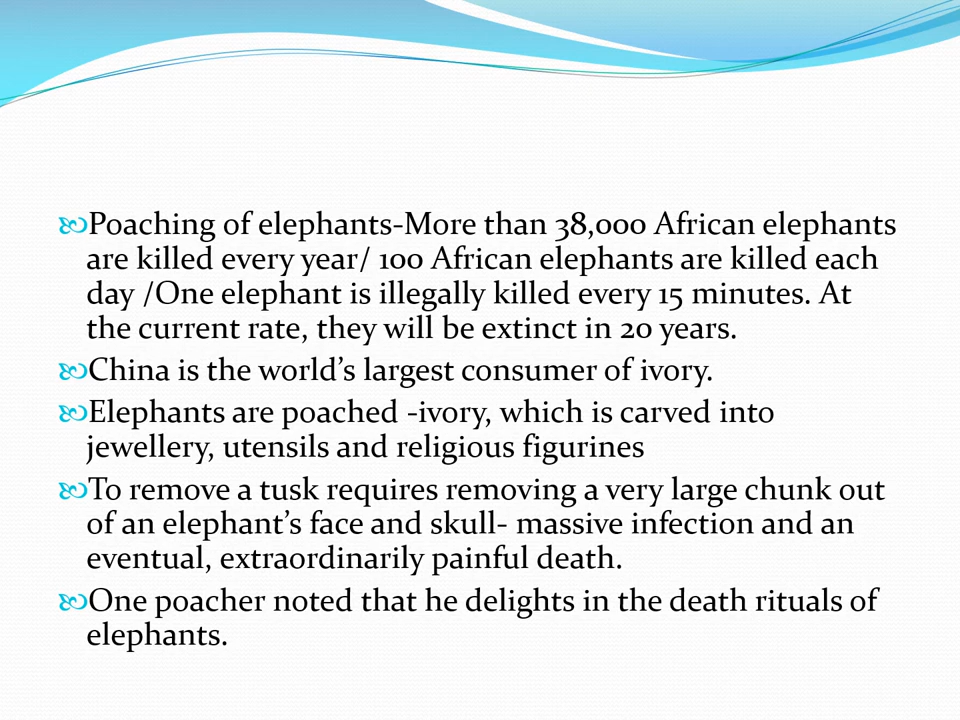 Poaching of elephants-More than 38,000 African elephants
are killed every year/ 100 African elephants are killed each
day /One elephant is illegally killed every 15 minutes. At
the current rate, they will be extinct in 20 years.
China is the world’s largest consumer of ivory.
Elephants are poached -ivory, which is carved into
jewellery, utensils and religious figurines
To remove a tusk requires removing a very large chunk out
of an elephant’s face and skull- massive infection and an
eventual, extraordinarily painful death.
One poacher noted that he delights in the death rituals of
elephants.